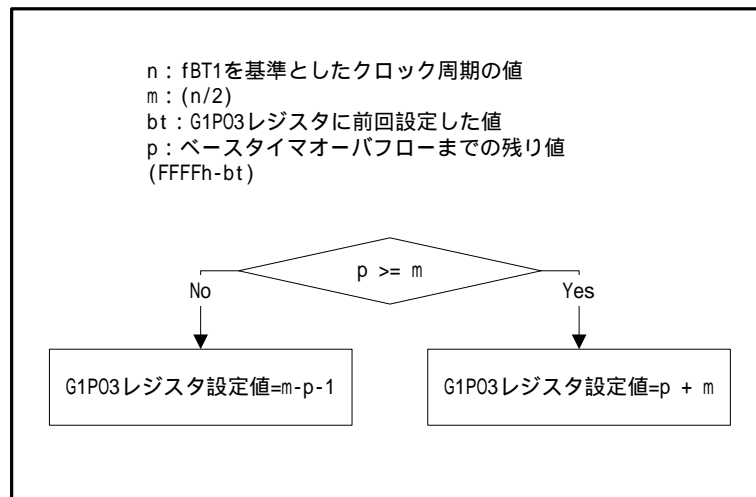 n：fBT1を基準としたクロック周期の値
m：(n/2)
bt：G1PO3レジスタに前回設定した値
p：ベースタイマオーバフローまでの残り値
(FFFFh-bt)
p >= m
No
Yes
G1PO3レジスタ設定値=m-p-1
G1PO3レジスタ設定値=p + m